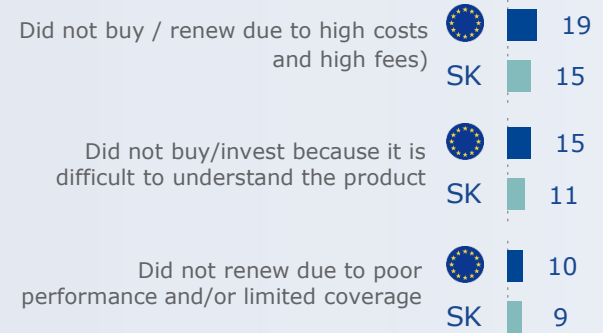 Did not buy / renew due to high costs
and high fees)
19
SK 15
Did not buy/invest because it is
difficult to understand the product
15
SK 11
Did not renew due to poor
performance and/or limited coverage
10
SK 9